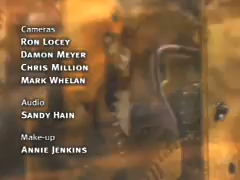 Cameras
Ron Locey
Damon Meyer
Chris Million
Mark Whelan
Audio
Sandy Hain
Make-up
Annie Jenkins